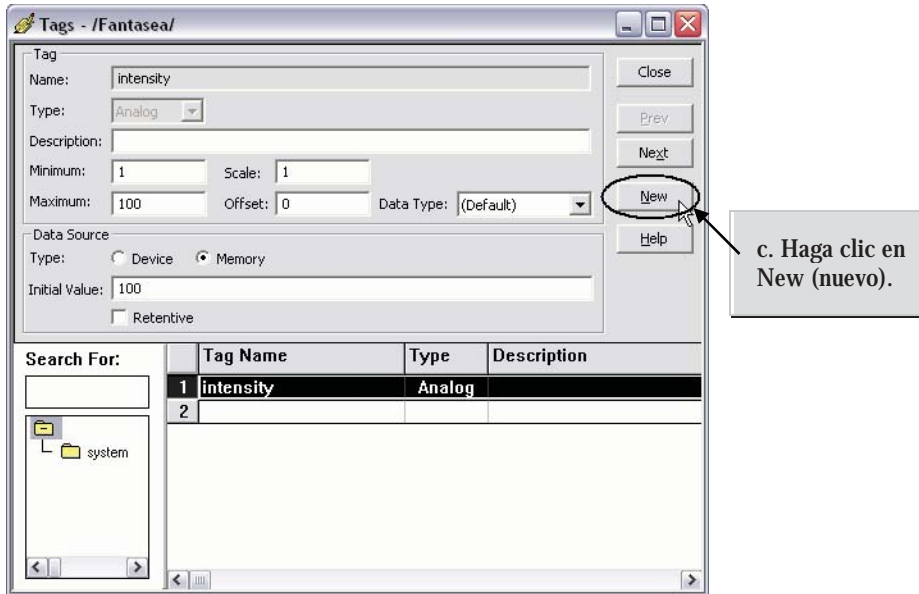 Tags - /Fantasea/
Tag
Name: intensity
Close
Type: Analog
Prev
Description:
Next
Minimum: 1 Scale: 1
Maximum: 100 Offset: 0 Data Type: (Default)
New
Data Source
Help
Type: Device Memory
Initial Value: 100
Retentive
c. Haga clic en
New (nuevo).
Search For:
Tag Name Type Description
1 intensity Analog
2
system